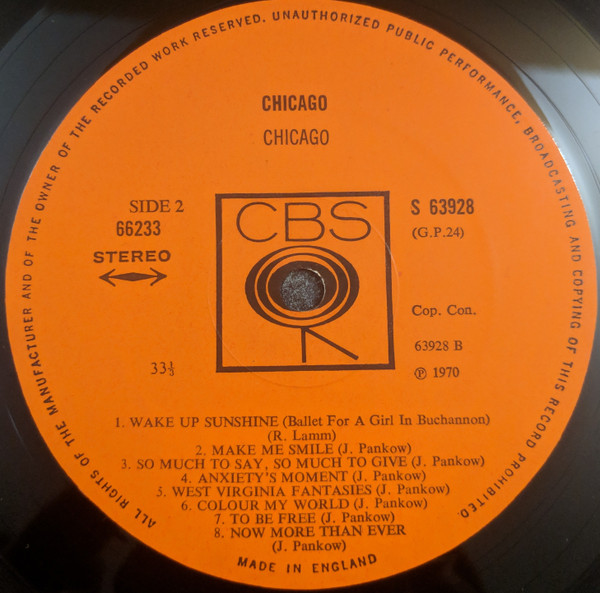 ALL RIGHTS OF THE MANUFACTURER AND OF THE OWNER OF THE RECORDED WORK RESERVED. UNAUTHORIZED PUBLIC PERFORMANCE, BROADCASTING AND COPYING OF THIS RECORD PROHIBITED.
CHICAGO
CHICAGO
SIDE 2
66233
STEREO
33⅓
CBS
S 63928
(G.P.24)
Cop. Con.
63928 B
℗ 1970
1. WAKE UP SUNSHINE (Ballet For A Girl In Buchannon)
(R. Lamm)
2. MAKE ME SMILE (J. Pankow)
3. SO MUCH TO SAY, SO MUCH TO GIVE (J. Pankow)
4. ANXIETY'S MOMENT (J. Pankow)
5. WEST VIRGINIA FANTASIES (J. Pankow)
6. COLOUR MY WORLD (J. Pankow)
7. TO BE FREE (J. Pankow)
8. NOW MORE THAN EVER
(J. Pankow)
MADE IN ENGLAND